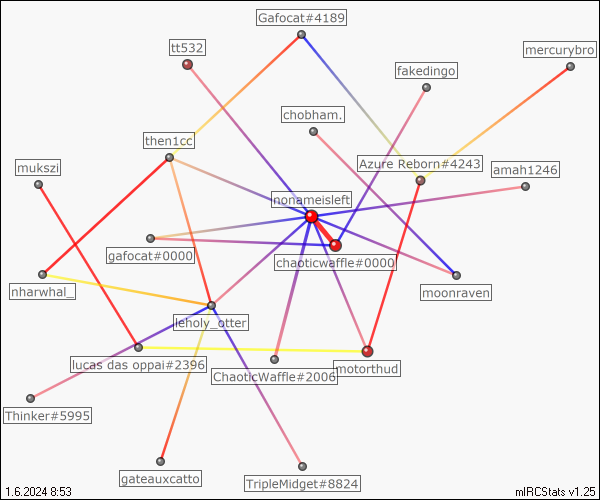 Gafocat#4189
tt532
mercurybro
fakedingo
chobham.
then1cc
Azure Reborn#4243
mukszi
amah1246
nonameisleft
gafocat#0000
chaoticwaffle#0000
nharwhal_
moonraven
leholy_otter
lucas das oppai#2396
motorthud
ChaoticWaffle#2006
Thinker#5995
gateauxcatto
TripleMidget#8824
1.6.2024 8:53
mIRCStats v1.25